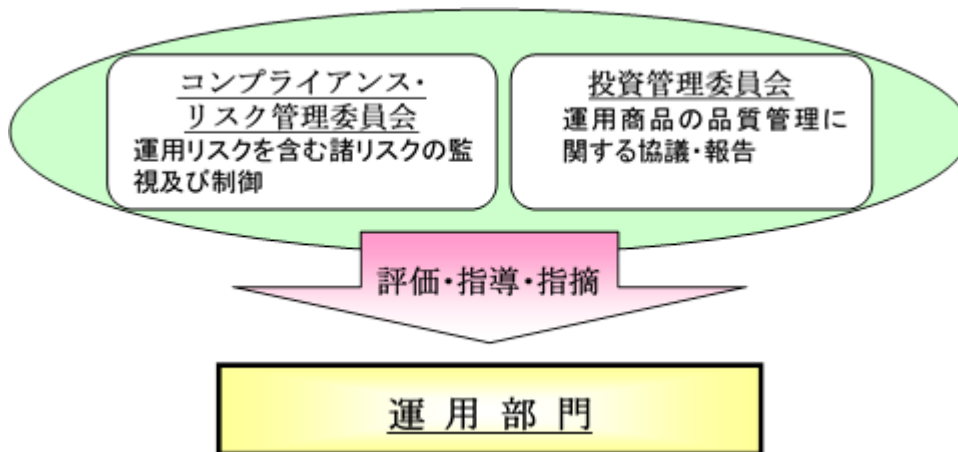 コンプライアンス・
リスク管理委員会
運用リスクを含む諸リスクの監
視及び制御
投資管理委員会
運用商品の品質管理に
関する協議・報告
評価・指導・指摘
運用部門